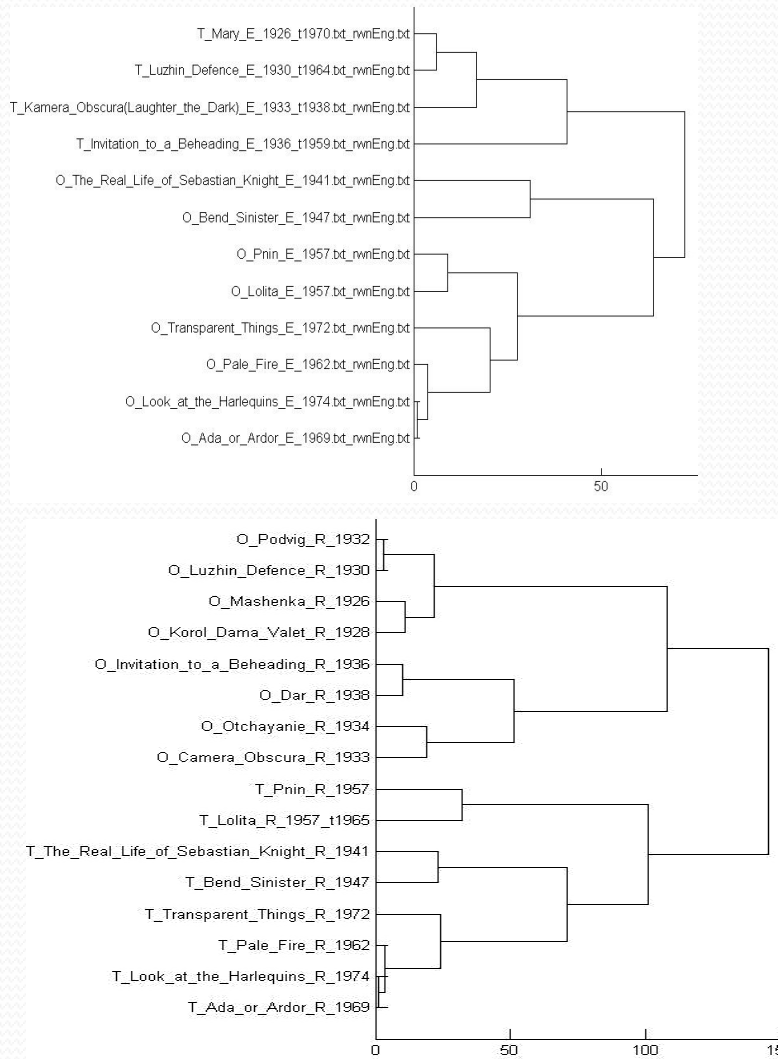 T_Mary_E_1926_t1970.txt_rwnEng.txt
T_Luzhin_Defence_E_1930_t1964.txt_rwnEng.txt
T_Kamera_Obscura(Laughter_the_Dark)_E_1933_t1938.txt_rwnEng.txt
T_Invitation_to_a_Beheading_E_1936_t1959.txt_rwnEng.txt
O_The_Real_Life_of_Sebastian_Knight_E_1941.txt_rwnEng.txt
O_Bend_Sinister_E_1947.txt_rwnEng.txt
O_Pnin_E_1957.txt_rwnEng.txt
O_Lolita_E_1957.txt_rwnEng.txt
O_Transparent_Things_E_1972.txt_rwnEng.txt
O_Pale_Fire_E_1962.txt_rwnEng.txt
O_Look_at_the_Harlequins_E_1974.txt_rwnEng.txt
O_Ada_or_Ardor_E_1969.txt_rwnEng.txt
0 50
O_Podvig_R_1932
O_Luzhin_Defence_R_1930
O_Mashenka_R_1926
O_Korol_Dama_Valet_R_1928
O_Invitation_to_a_Beheading_R_1936
O_Dar_R_1938
O_Otchayanie_R_1934
O_Camera_Obscura_R_1933
T_Pnin_R_1957
T_Lolita_R_1957_t1965
T_The_Real_Life_of_Sebastian_Knight_R_1941
T_Bend_Sinister_R_1947
T_Transparent_Things_R_1972
T_Pale_Fire_R_1962
T_Look_at_the_Harlequins_R_1974
T_Ada_or_Ardor_R_1969
0 50 100